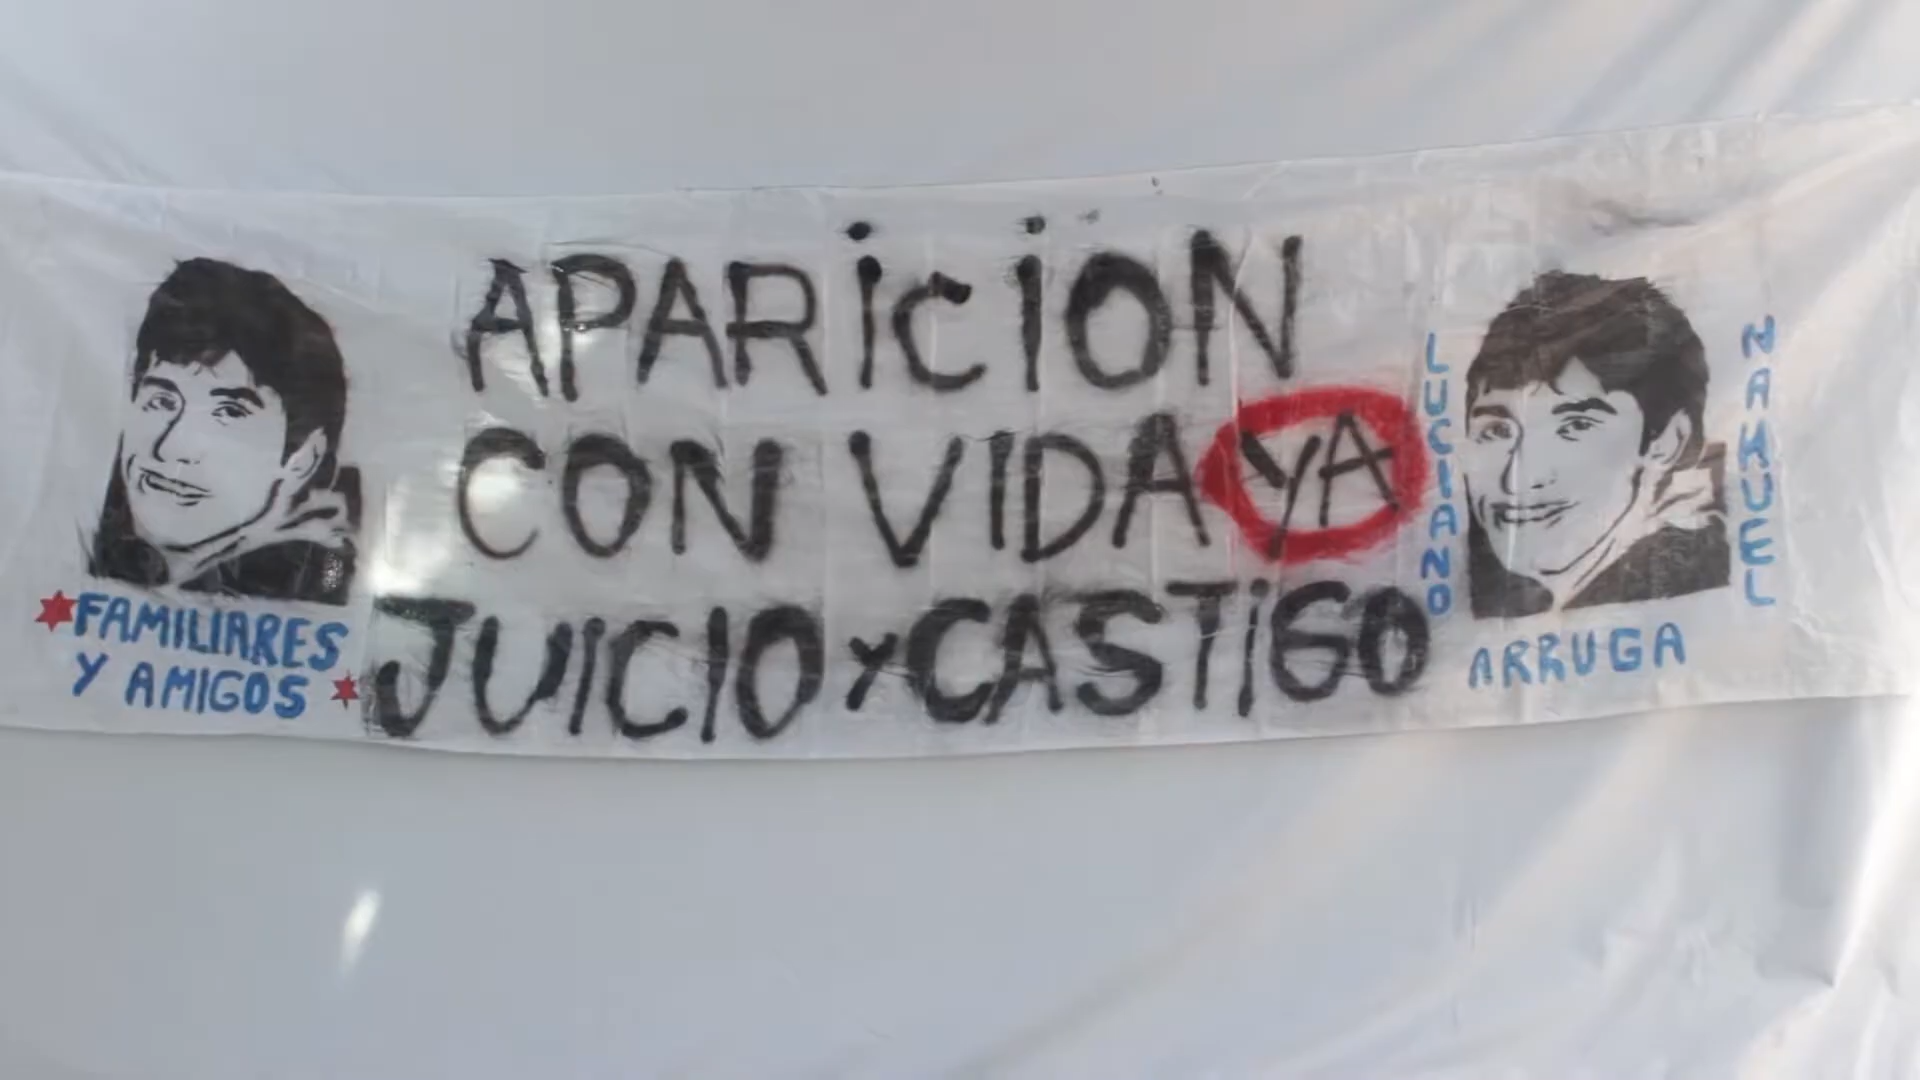 APARICION
CON VIDA YA
JUICIO Y CASTIGO
FAMILIARES
Y AMIGOS
LUCIANO
NAHUEL
ARRUGA